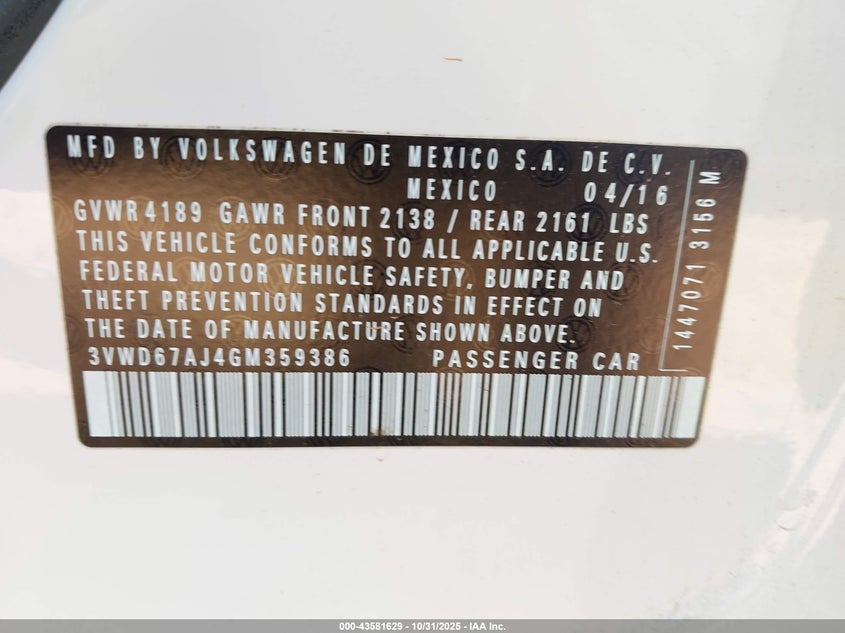 MFD BY VOLKSWAGEN DE MEXICO S.A. DE C.V.
MEXICO 04/16
GVWR 4189 GAWR FRONT 2138 / REAR 2161 LBS
THIS VEHICLE CONFORMS TO ALL APPLICABLE U.S.
FEDERAL MOTOR VEHICLE SAFETY, BUMPER AND
THEFT PREVENTION STANDARDS IN EFFECT ON
THE DATE OF MANUFACTURE SHOWN ABOVE.
3VWD67AJ4GM359386 PASSENGER CAR
1447071 3156 M
000-43581629 - 10/31/2025 - IAA Inc.